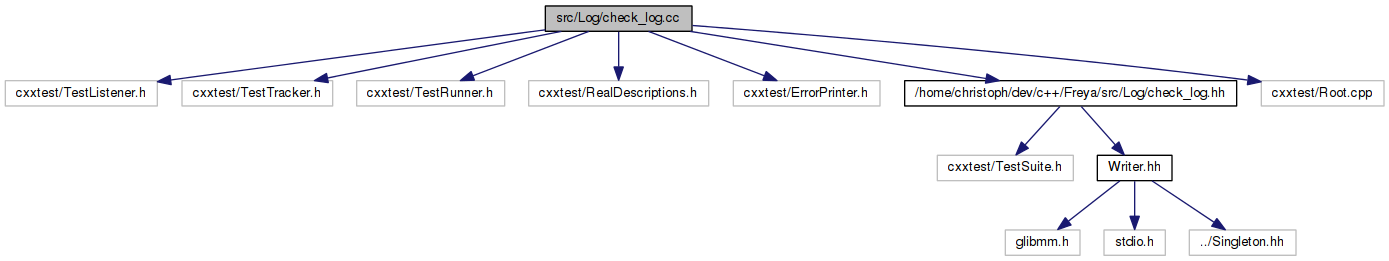 src/Log/check_log.cc
cxxtest/TestListener.h
cxxtest/TestTracker.h
cxxtest/TestRunner.h
cxxtest/RealDescriptions.h
cxxtest/ErrorPrinter.h
/home/christoph/dev/c++/Freya/src/Log/check_log.hh
cxxtest/Root.cpp
cxxtest/TestSuite.h
Writer.hh
glibmm.h
stdio.h
../Singleton.hh